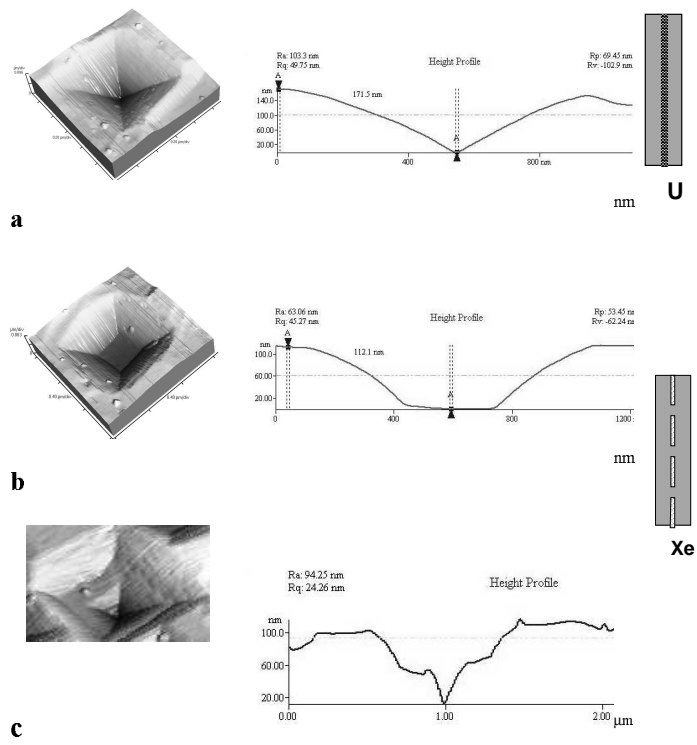 Ra: 103.3 nm
Rq: 49.75 nm
Height Profile
Rp: 69.45 nm
Rv: -102.9 nm
A
nm
140.0
100.0
60.00
20.00
171.5 nm
A
0
400
800 nm
nm
U
a
Ra: 63.06 nm
Rq: 45.27 nm
Height Profile
Rp: 53.45 nm
Rv: -62.24 nm
A
nm
100.0
60.00
20.00
112.1 nm
A
0
400
800
1200
nm
Xe
b
Ra: 94.25 nm
Rq: 24.26 nm
Height Profile
nm
100.0
60.00
20.00
0.00
1.00
2.00
μm
c